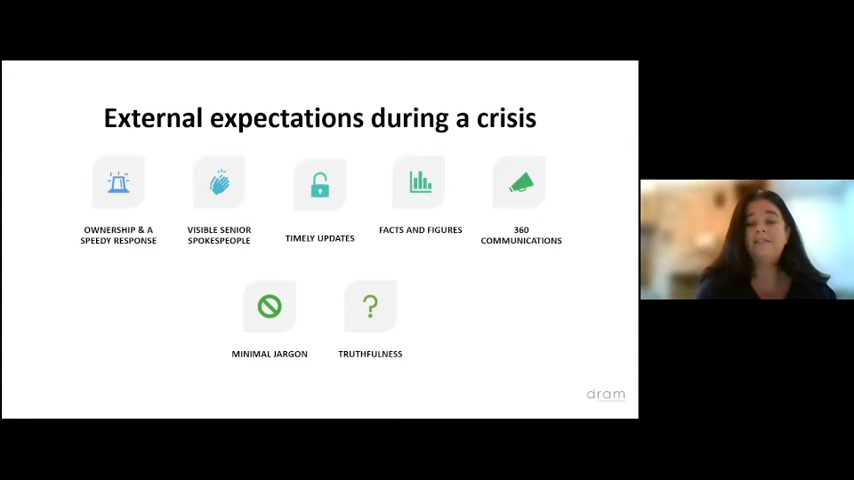 External expectations during a crisis
OWNERSHIP & A
SPEEDY RESPONSE
VISIBLE SENIOR
SPOKESPEOPLE
TIMELY UPDATES
FACTS AND FIGURES
360
COMMUNICATIONS
MINIMAL JARGON
TRUTHFULNESS
dram